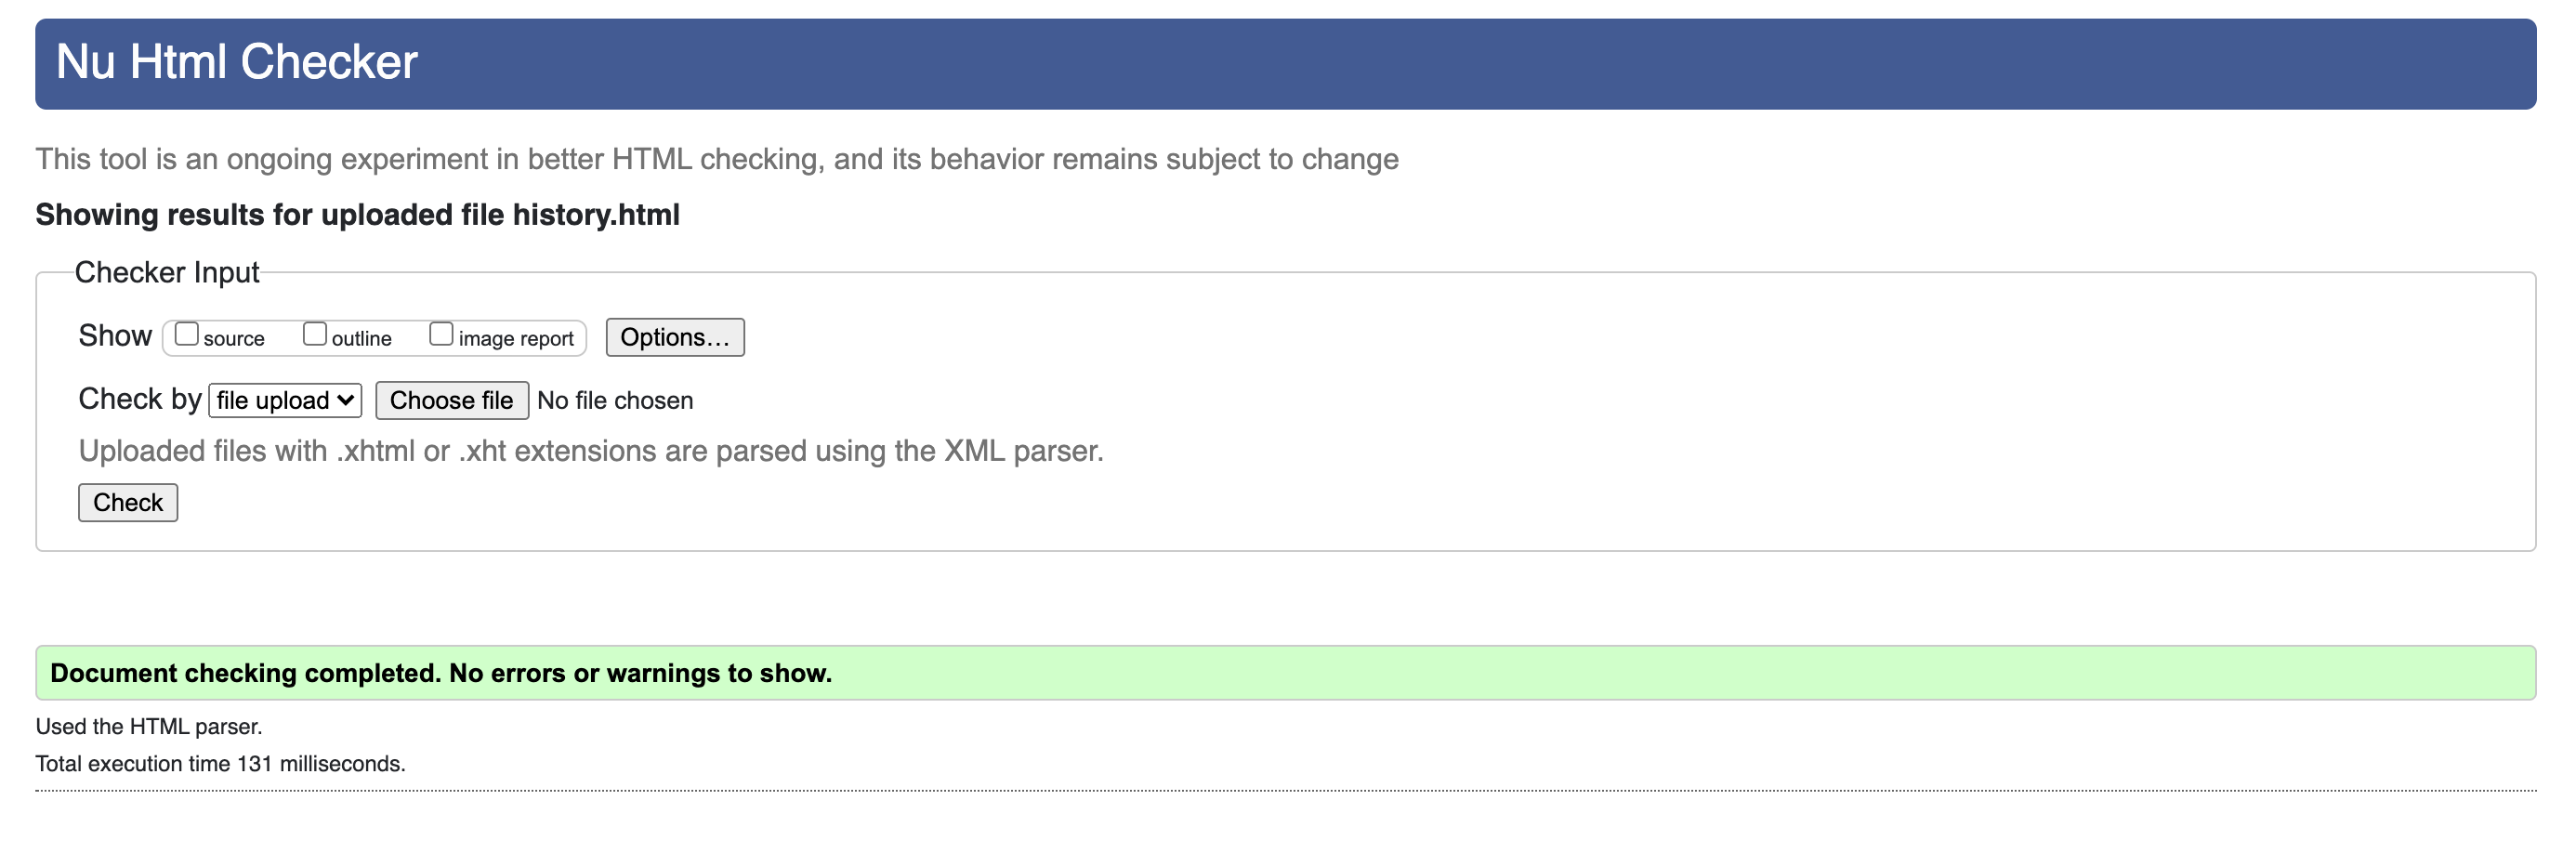 Nu Html Checker
This tool is an ongoing experiment in better HTML checking, and its behavior remains subject to change
Showing results for uploaded file history.html
Checker Input
Show source outline image report Options…
Check by file upload Choose file No file chosen
Uploaded files with .xhtml or .xht extensions are parsed using the XML parser.
Check
Document checking completed. No errors or warnings to show.
Used the HTML parser.
Total execution time 131 milliseconds.